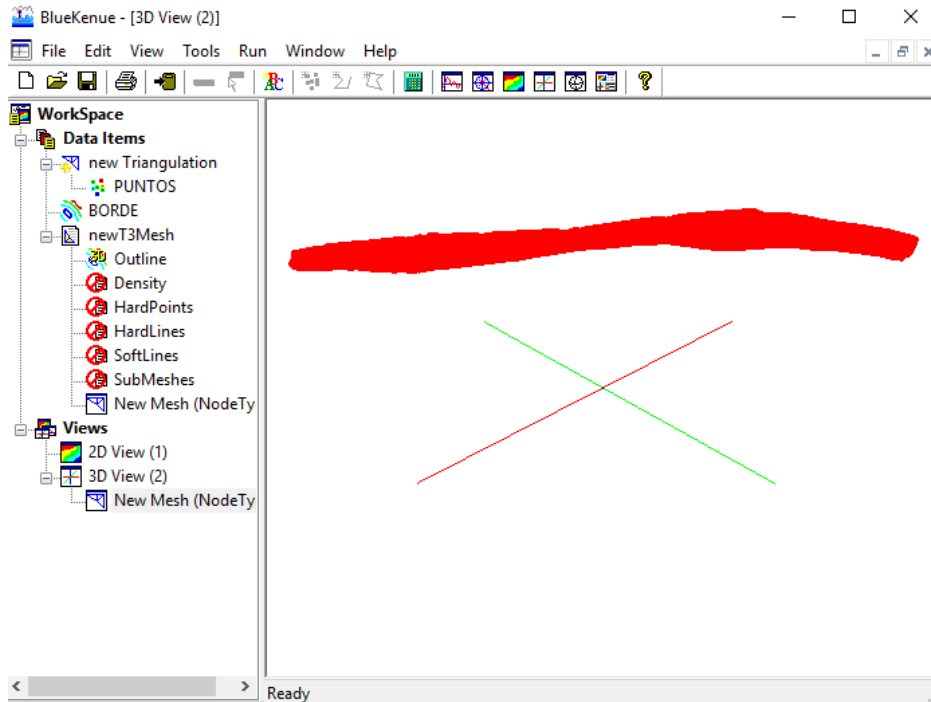 BlueKenue - [3D View (2)]
File Edit View Tools Run Window Help
WorkSpace
Data Items
new Triangulation
PUNTOS
BORDE
newT3Mesh
Outline
Density
HardPoints
HardLines
SoftLines
SubMeshes
New Mesh (NodeTy
Views
2D View (1)
3D View (2)
New Mesh (NodeTy
Ready